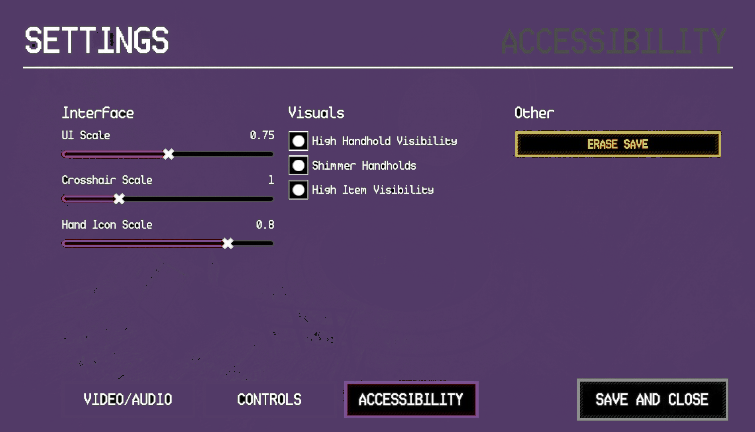 SETTINGS
ACCESSIBILITY
Interface
UI Scale 0.75
Crosshair Scale 1
Hand Icon Scale 0.8
Visuals
High Handhold Visibility
Shimmer Handholds
High Item Visibility
Other
ERASE SAVE
VIDEO/AUDIO
CONTROLS
ACCESSIBILITY
SAVE AND CLOSE